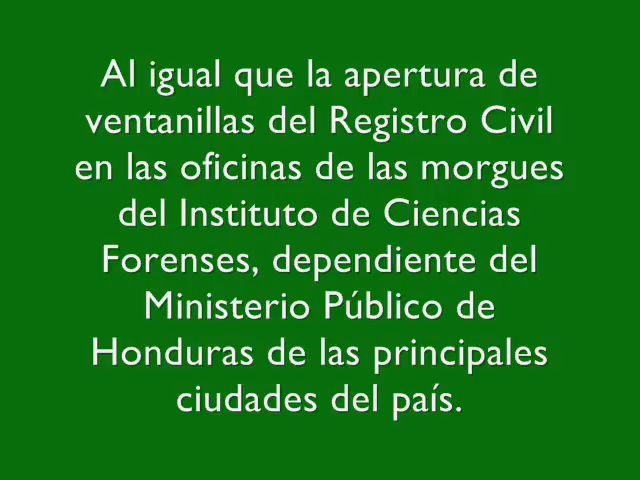 Al igual que la apertura de
ventanillas del Registro Civil
en las oficinas de las morgues
del Instituto de Ciencias
Forenses, dependiente del
Ministerio Público de
Honduras de las principales
ciudades del país.